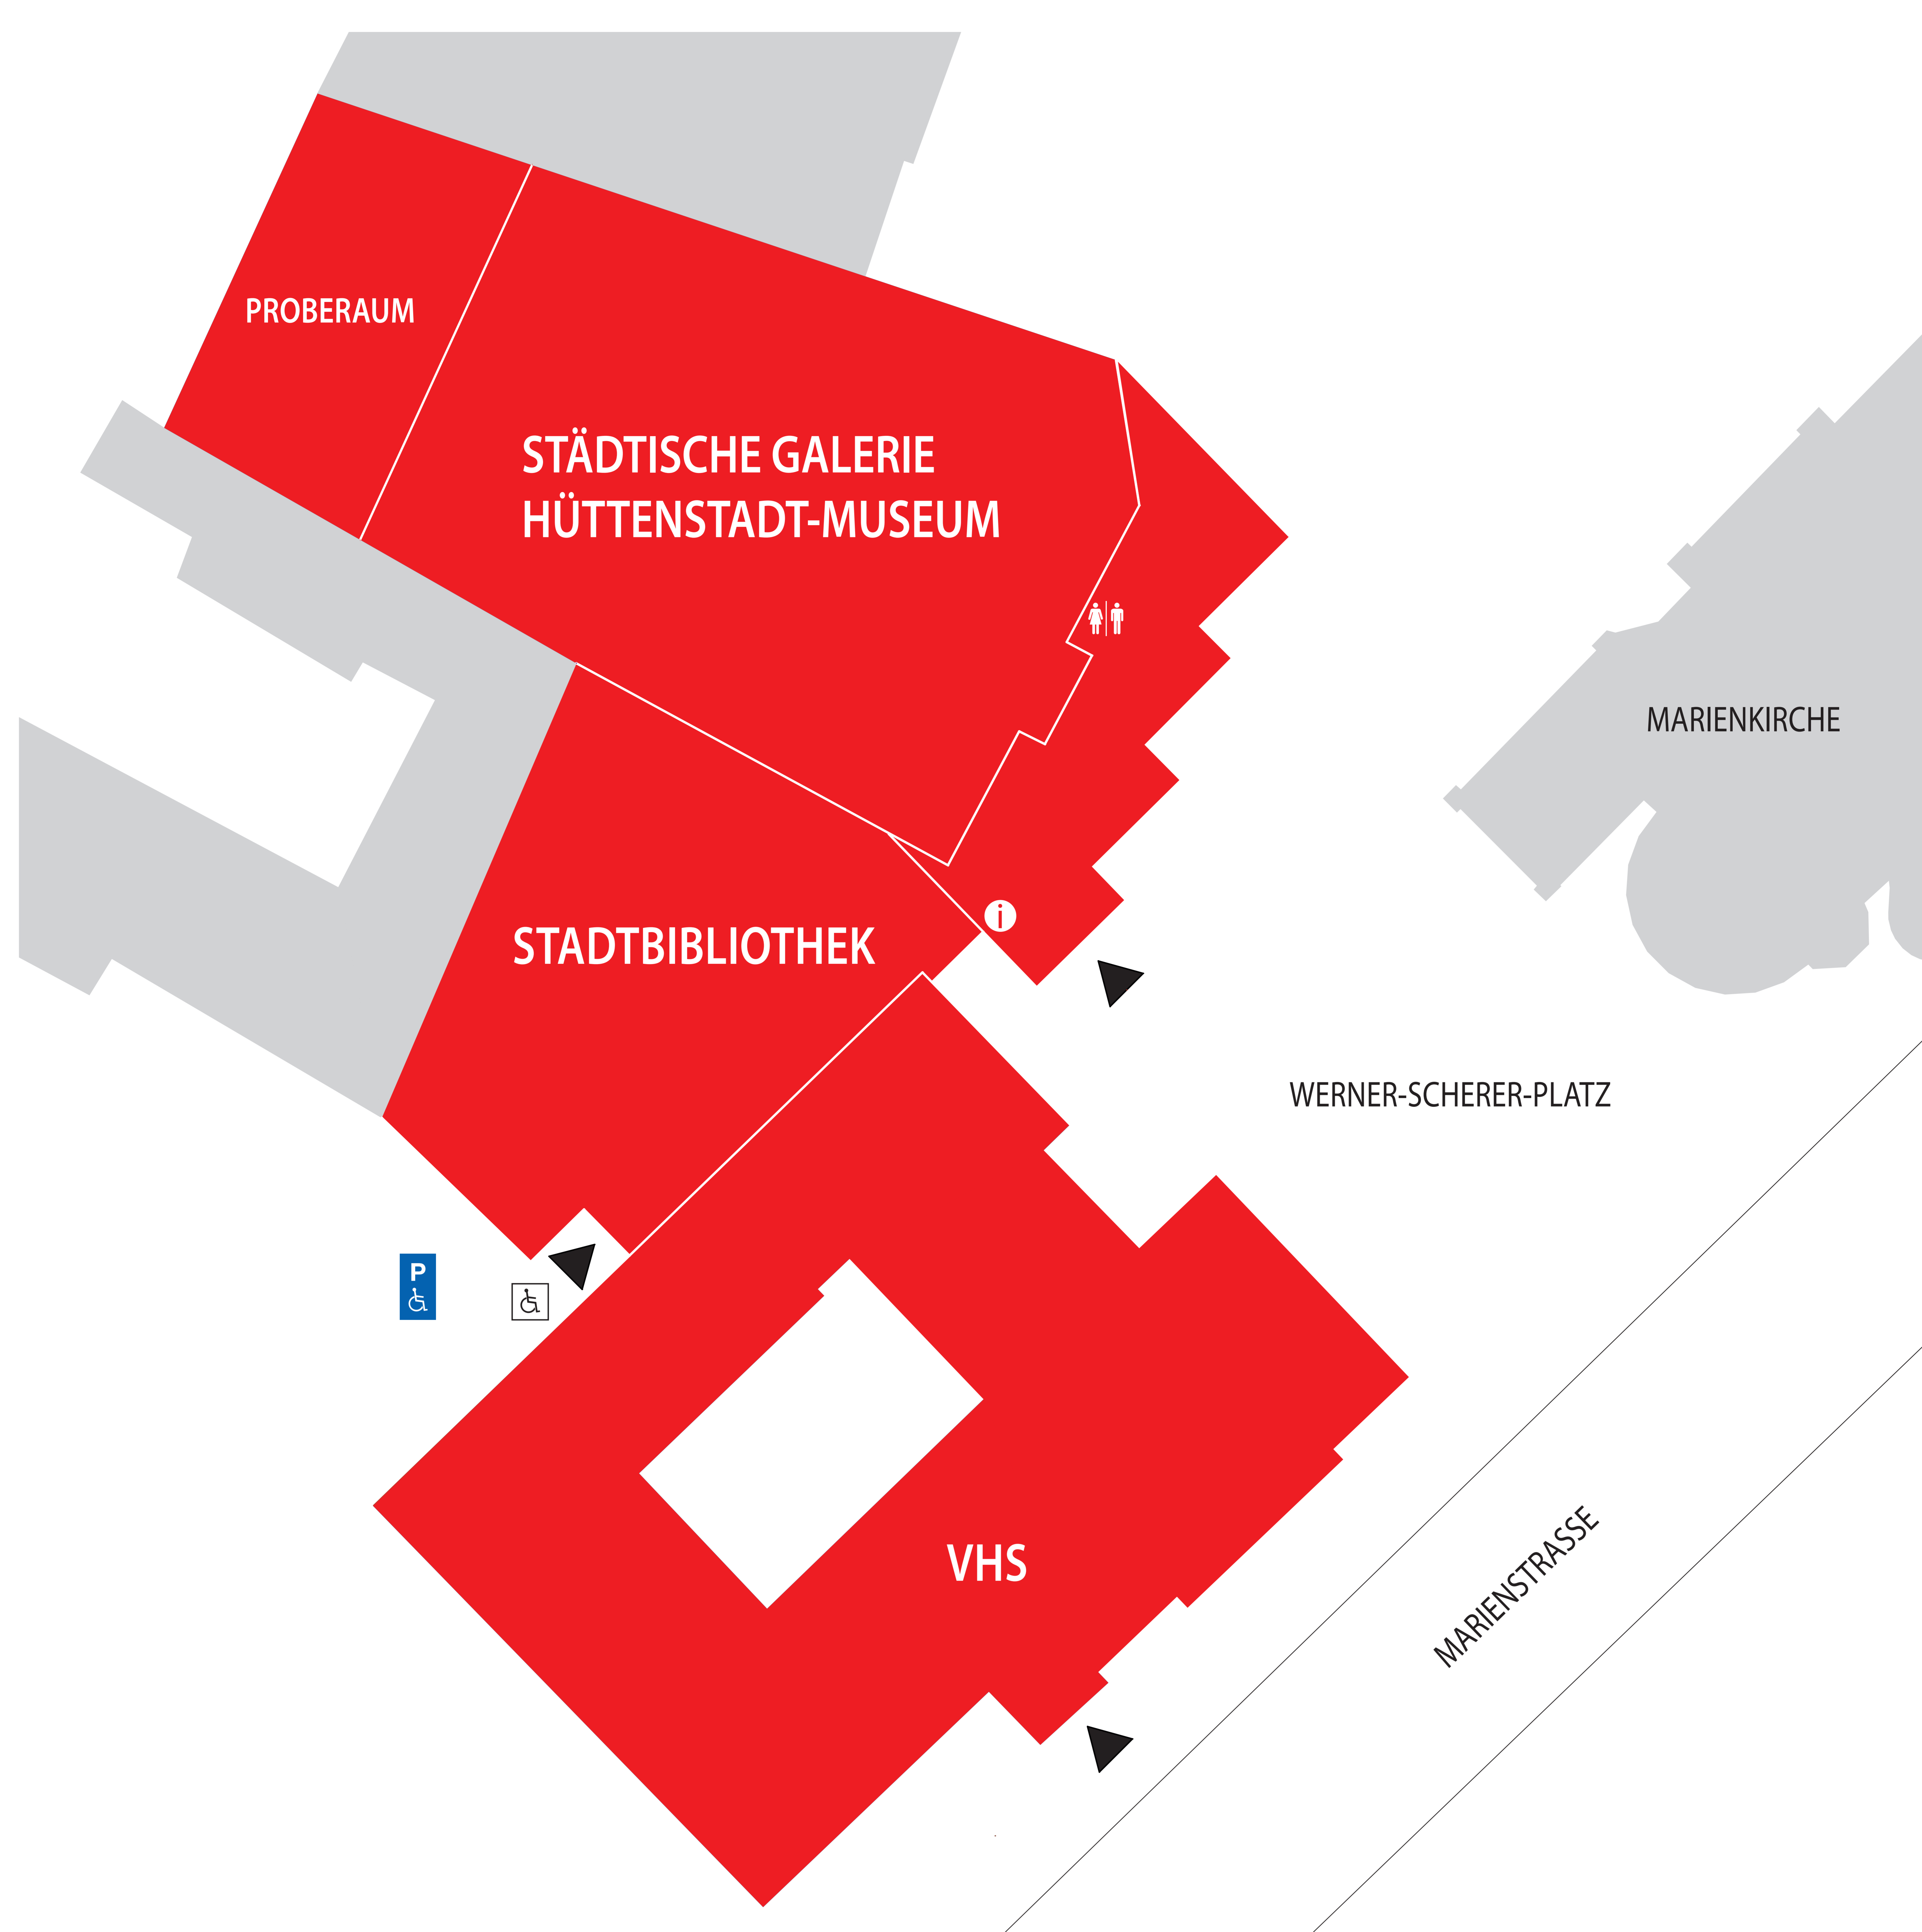 PROBERAUM
STÄDTISCHE GALERIE
HÜTTENSTADT-MUSEUM
MARIENKIRCHE
i
STADTBIBLIOTHEK
WERNER-SCHERER-PLATZ
P
VHS
MARIENSTRASSE